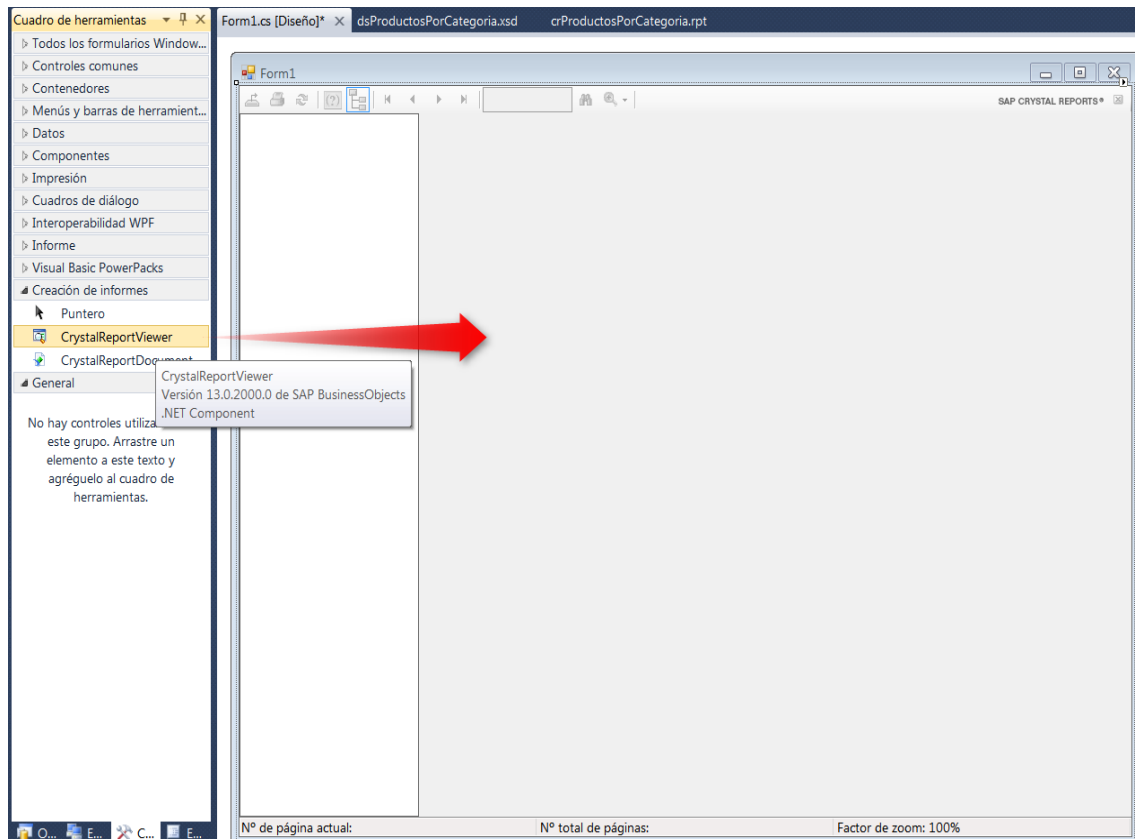 Cuadro de herramientas
Form1.cs [Diseño]* dsProductosPorCategoria.xsd crProductosPorCategoria.rpt
Todos los formularios Window...
Controles comunes
Contenedores
Menús y barras de herramient...
Datos
Componentes
Impresión
Cuadros de diálogo
Interoperabilidad WPF
Informe
Visual Basic PowerPacks
Creación de informes
Puntero
CrystalReportViewer
CrystalReportDocument
General
No hay controles utiliza
este grupo. Arrastre un
elemento a este texto y
agréguelo al cuadro de
herramientas.
CrystalReportViewer
Versión 13.0.2000.0 de SAP BusinessObjects
.NET Component
Form1
SAP CRYSTAL REPORTS®
Nº de página actual: Nº total de páginas: Factor de zoom: 100%
O... E... C... E...